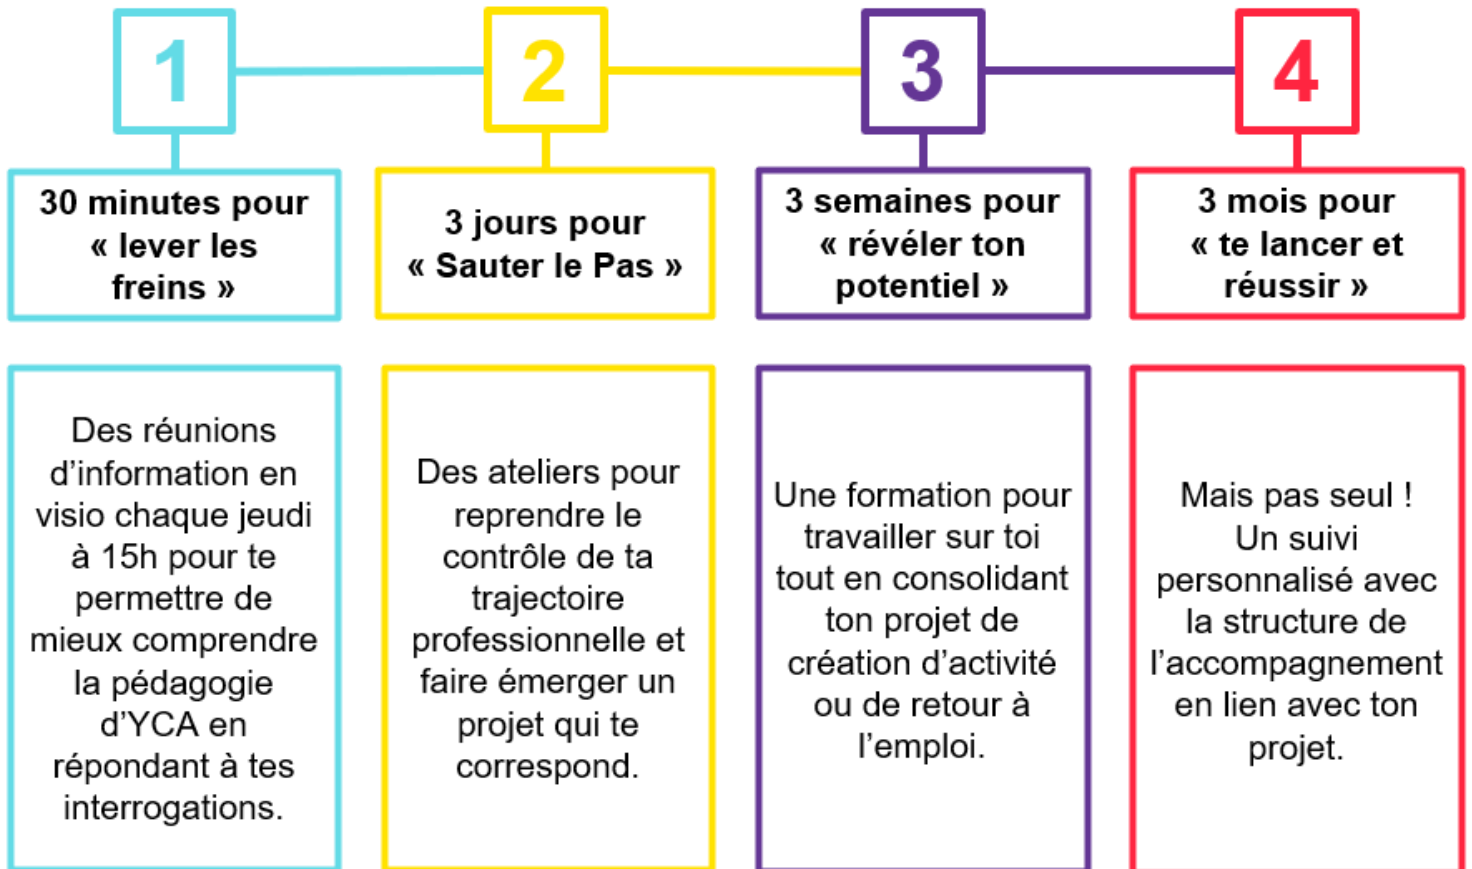 1
30 minutes pour
« lever les
freins »
Des réunions
d’information en
visio chaque jeudi
à 15h pour te
permettre de
mieux comprendre
la pédagogie
d’YCA en
répondant à tes
interrogations.
2
3 jours pour
« Sauter le Pas »
Des ateliers pour
reprendre le
contrôle de ta
trajectoire
professionnelle et
faire émerger un
projet qui te
correspond.
3
3 semaines pour
« révéler ton
potentiel »
Une formation pour
travailler sur toi
tout en consolidant
ton projet de
création d’activité
ou de retour à
l’emploi.
4
3 mois pour
« te lancer et
réussir »
Mais pas seul !
Un suivi
personnalisé avec
la structure de
l’accompagnement
en lien avec ton
projet.